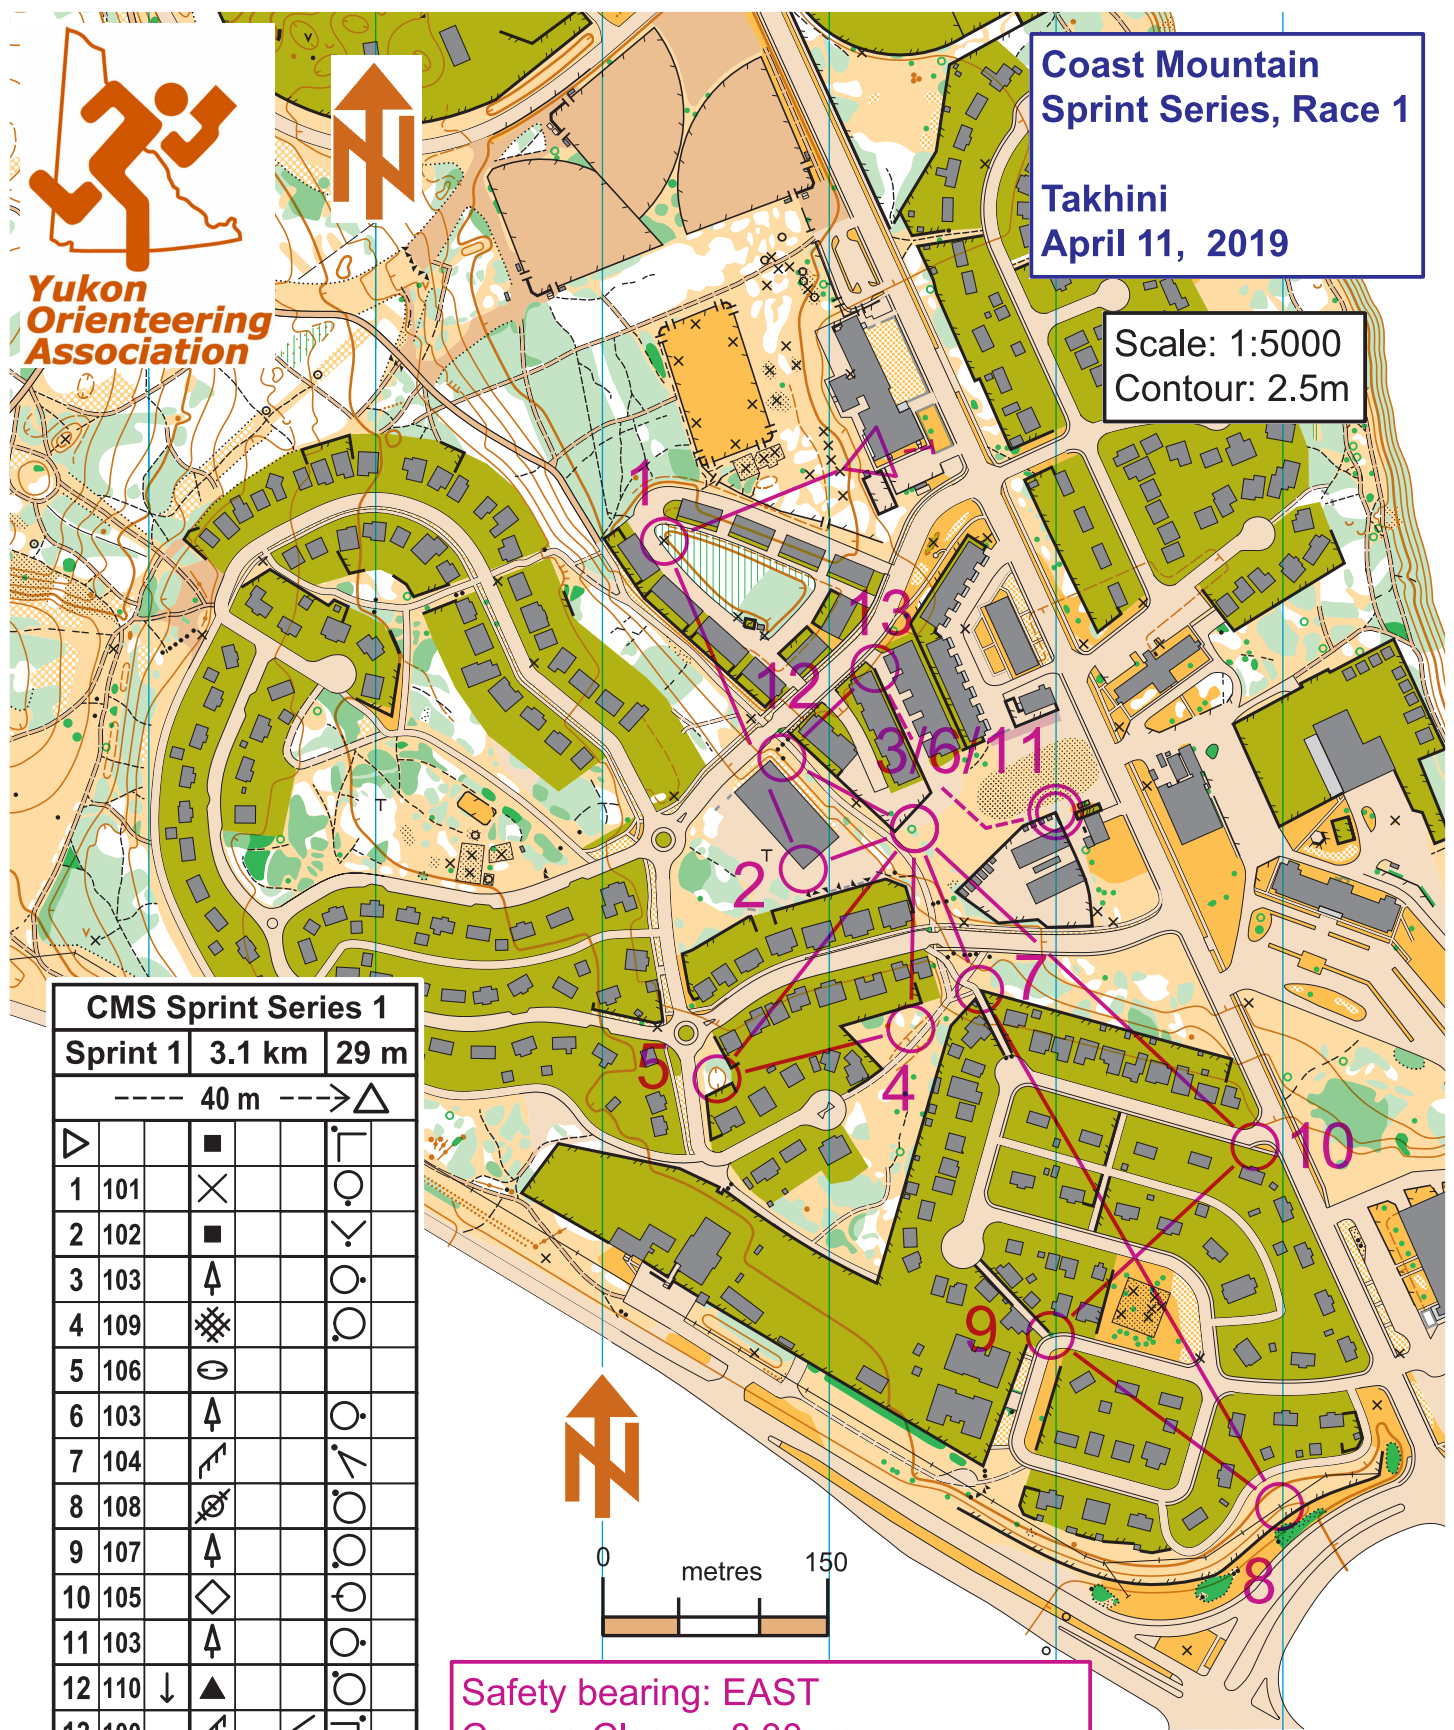 Coast Mountain
Sprint Series, Race 1
Takhini
April 11, 2019
Yukon
Orienteering
Association
Scale: 1:5000
Contour: 2.5m
1
13
12
3/6/11
2
7
5
4
10
9
8
CMS Sprint Series 1
Sprint 1 3.1 km 29 m
40 m
1 101
2 102
3 103
4 109
5 106
6 103
7 104
8 108
9 107
10 105
11 103
12 110
0 metres 150
Safety bearing: EAST